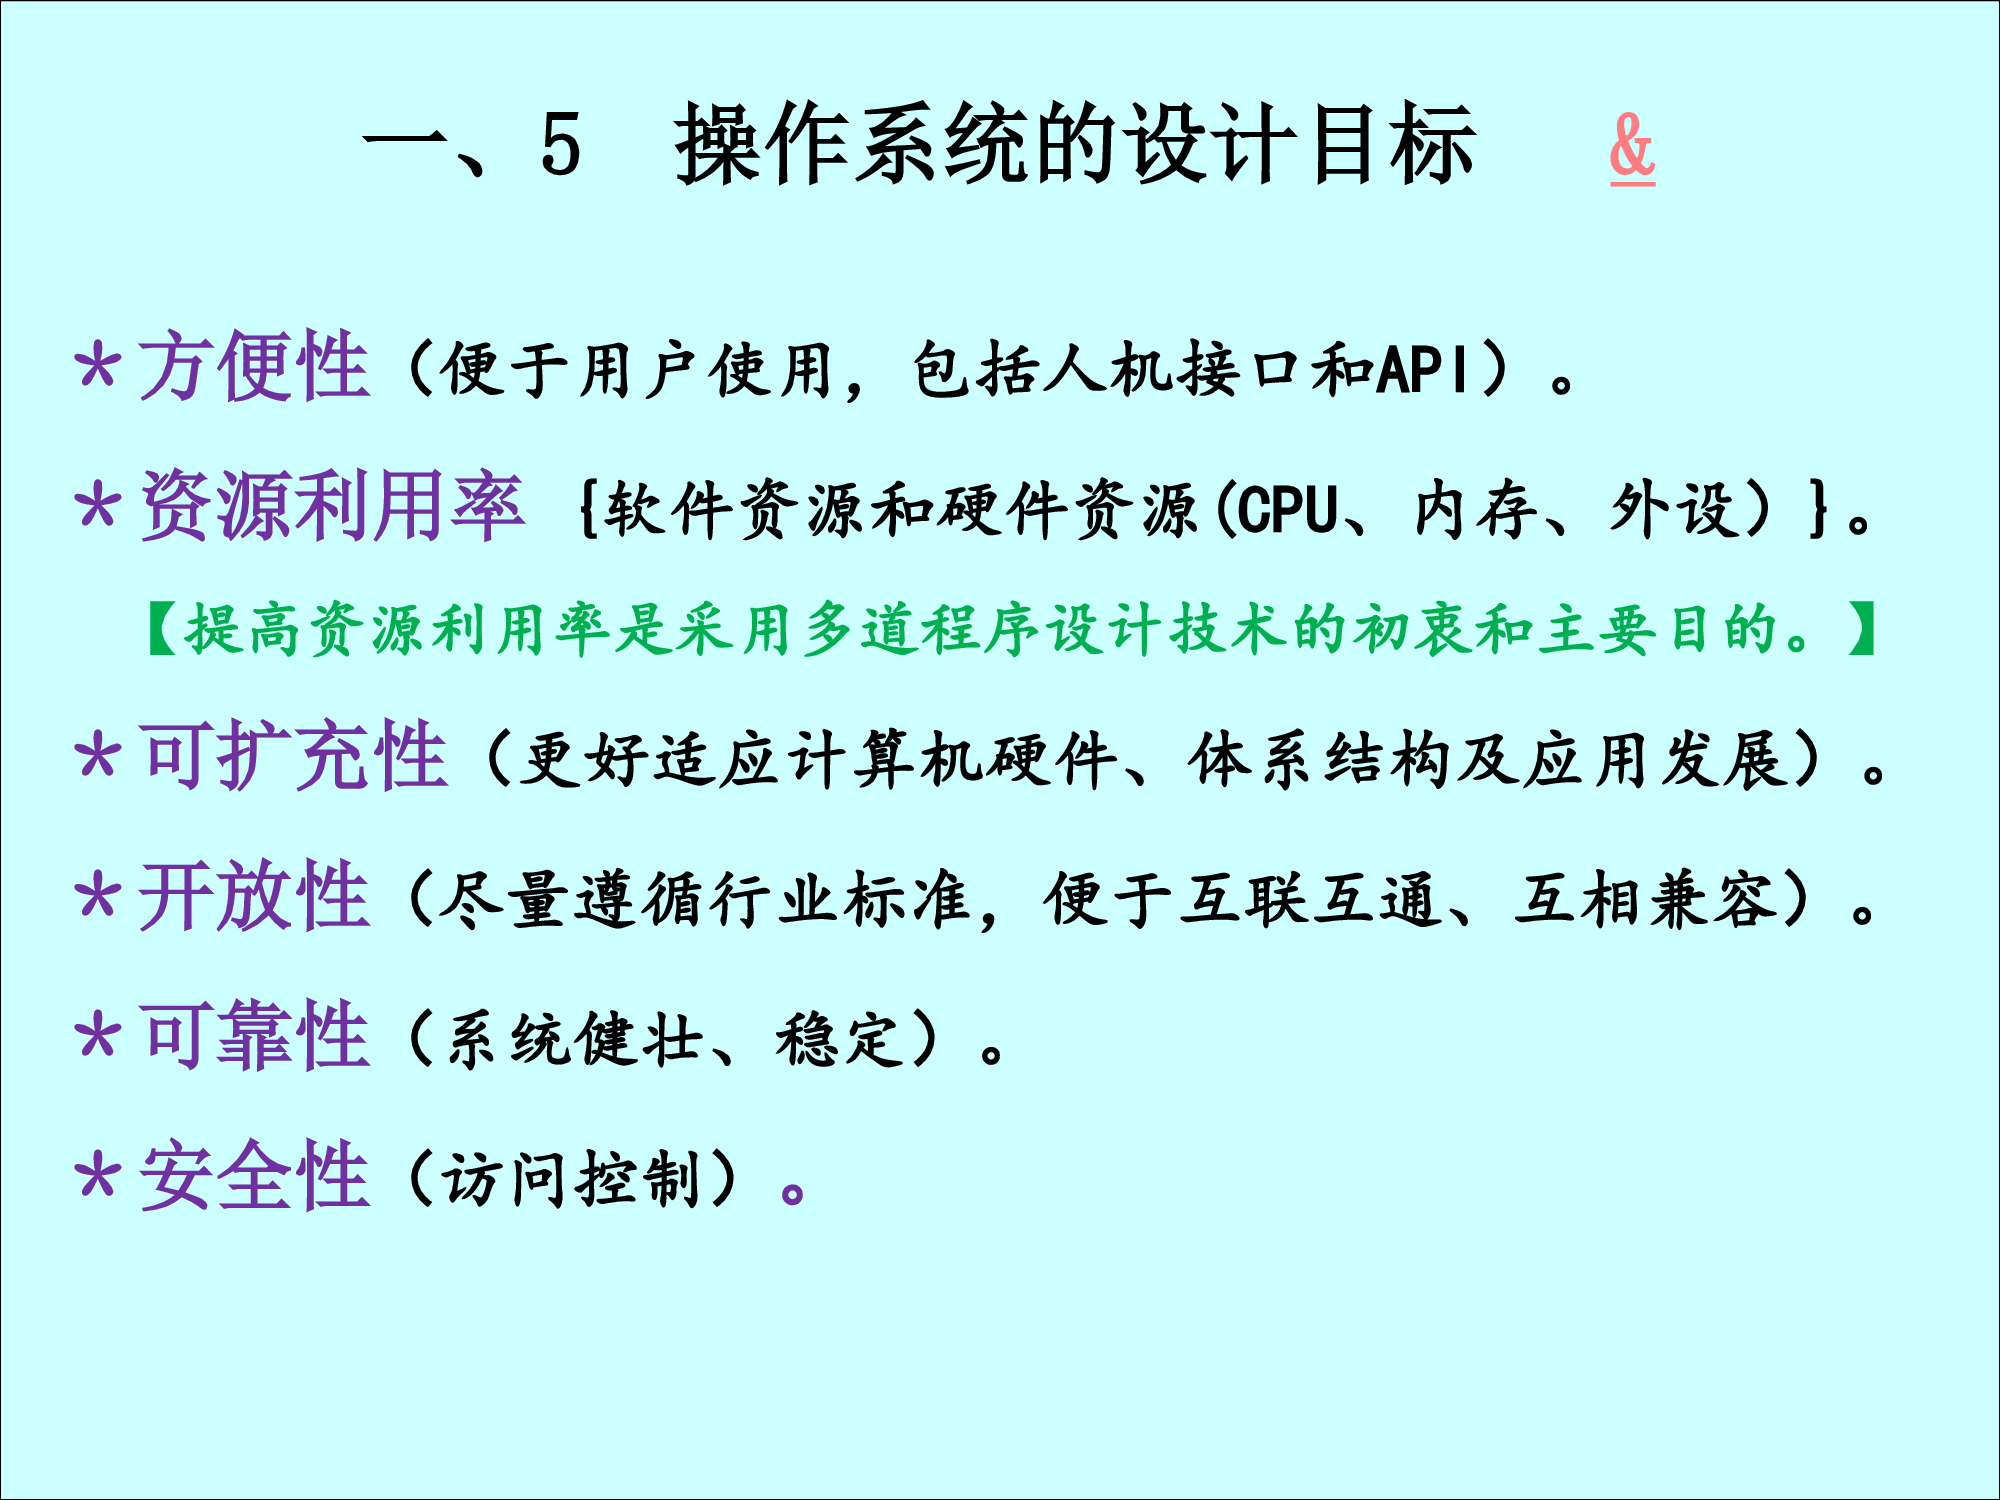 一、5 操作系统的设计目标 &
＊方便性（便于用户使用，包括人机接口和API）。
＊资源利用率 {软件资源和硬件资源(CPU、内存、外设）}。
【提高资源利用率是采用多道程序设计技术的初衷和主要目的。】
＊可扩充性（更好适应计算机硬件、体系结构及应用发展）。
＊开放性（尽量遵循行业标准，便于互联互通、互相兼容）。
＊可靠性（系统健壮、稳定）。
＊安全性（访问控制）。